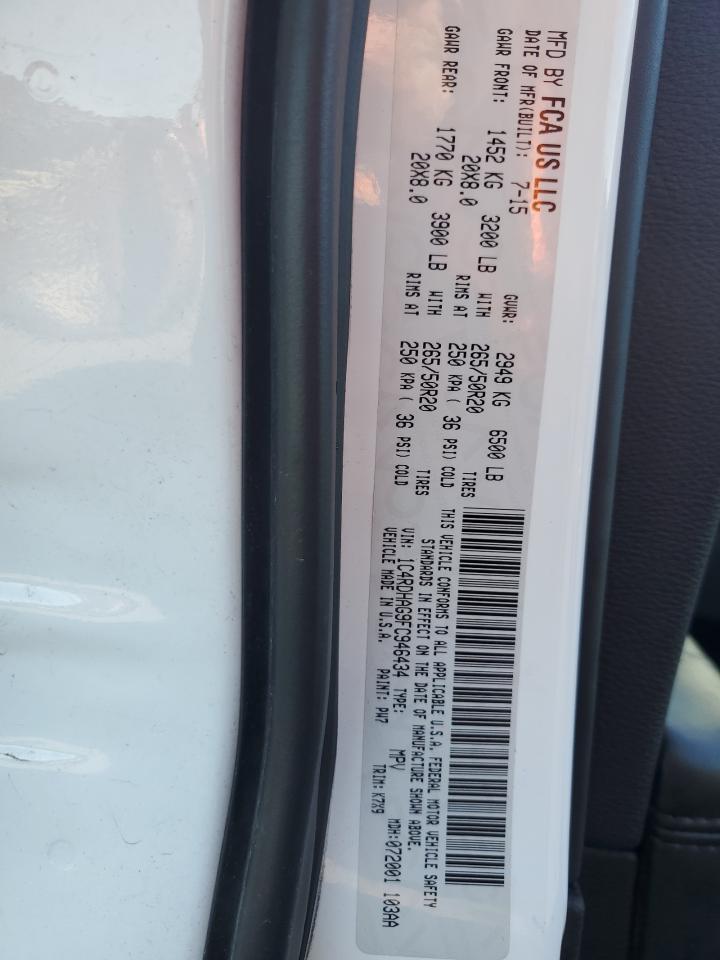 MFD BY FCA US LLC
DATE OF MFR(BUILT): 7-15 GVWR: 2949 KG 6500 LB
GAWR FRONT: 1452 KG 3200 LB WITH 265/50R20 TIRES
20X8.0 RIMS AT 250 KPA ( 36 PSI) COLD
GAWR REAR: 1770 KG 3900 LB WITH 265/50R20 TIRES
20X8.0 RIMS AT 250 KPA ( 36 PSI) COLD
THIS VEHICLE CONFORMS TO ALL APPLICABLE U.S.A. FEDERAL MOTOR VEHICLE SAFETY
STANDARDS IN EFFECT ON THE DATE OF MANUFACTURE SHOWN ABOVE.
VIN: 1C4RDHAG9FC946434 TYPE: MPV MDH:072001 103AA
VEHICLE MADE IN U.S.A. PAINT: PW7 TRIM:K7X9